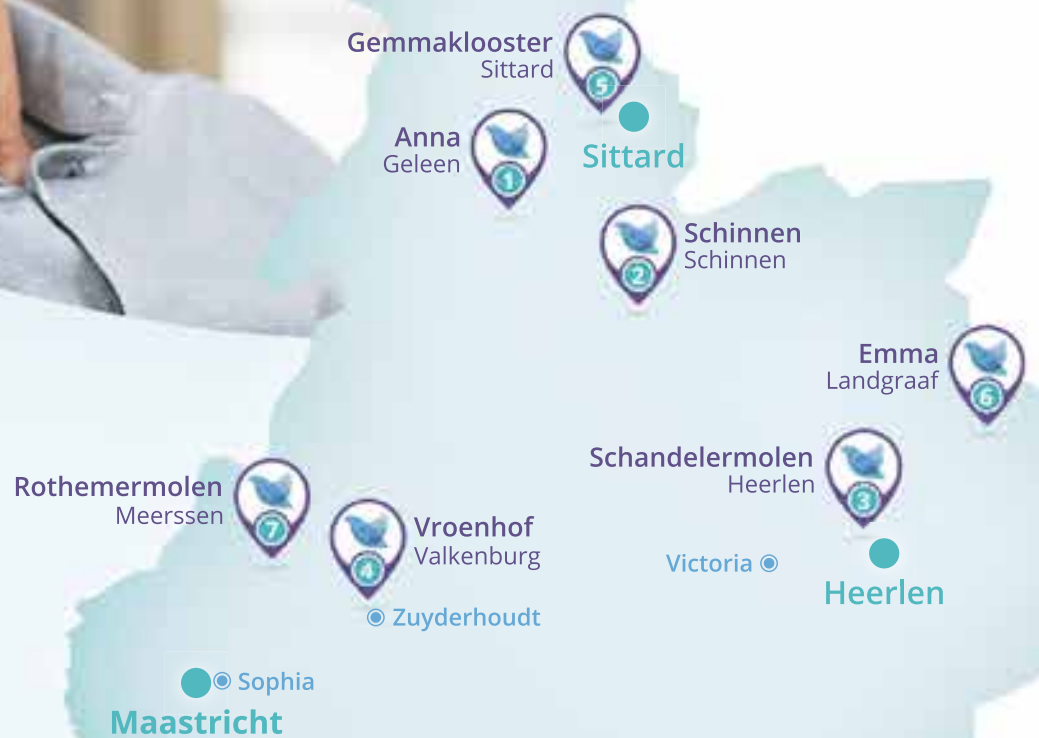 Gemmaklooster
Sittard
5
Anna
Geleen
1
Sittard
Schinnen
Schinnen
2
Emma
Landgraaf
6
Schandelermolen
Heerlen
3
Rothermermolen
Meerssen
7
Vroenhof
Valkenburg
4
Victoria
Heerlen
Zuyderhoudt
Sophia
Maastricht